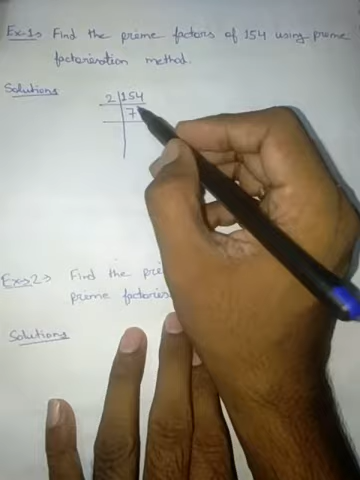 Ex-1⇒ Find the prime factors of 154 using prime
factorisation method.
Solutions
2 154
7
Ex-2⇒ Find the
prime factoris
Solutions